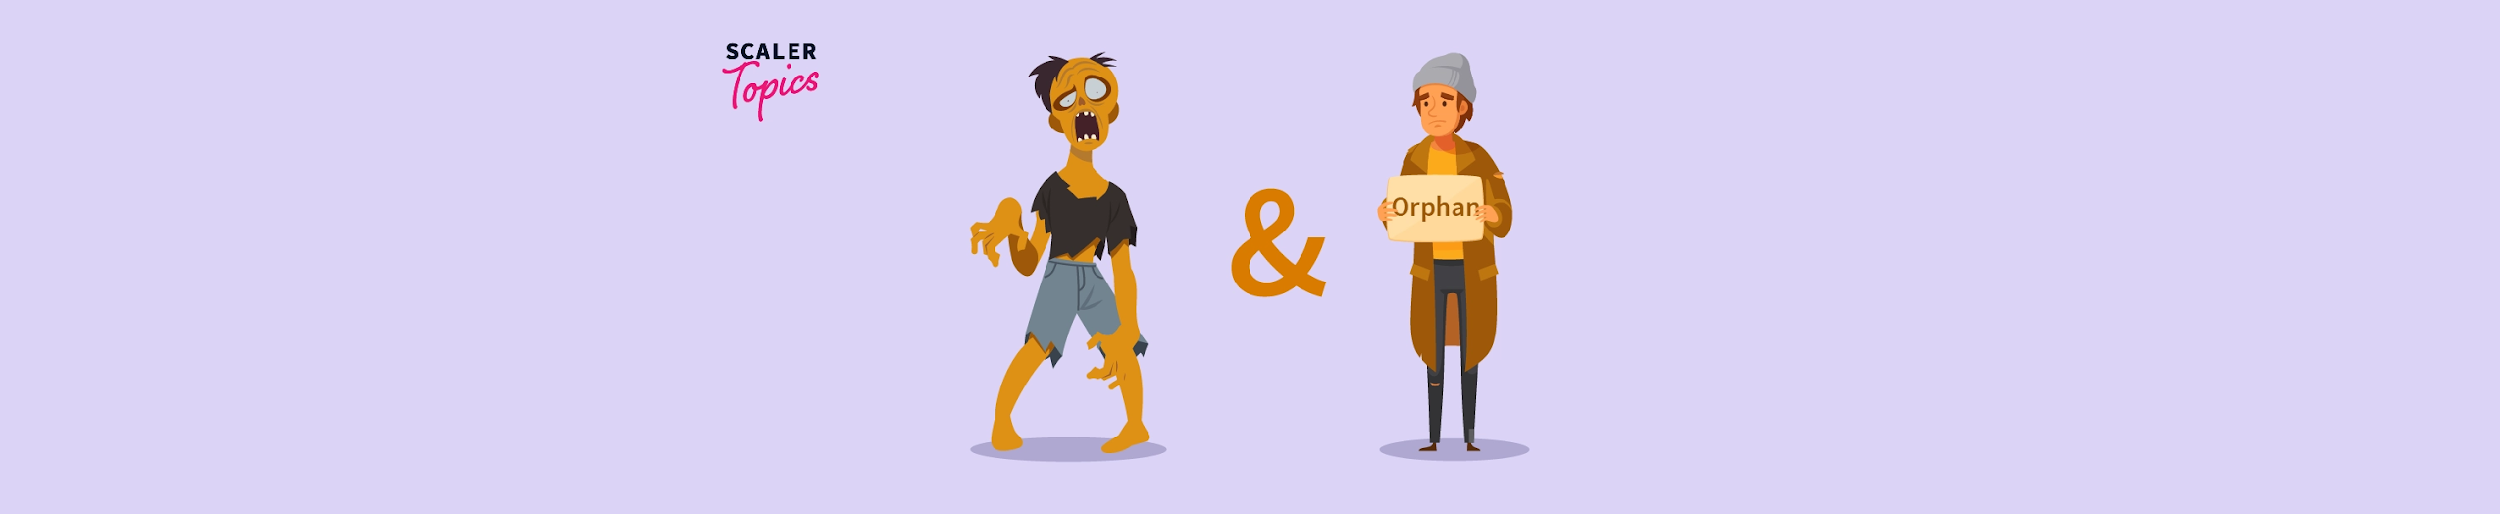 SCALER
Topics
&
Orphan